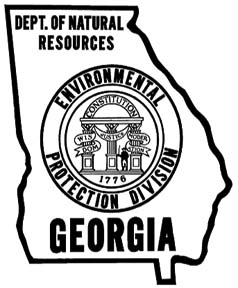 DEPT. OF NATURAL
RESOURCES
ENVIRONMENTAL
CONSTITUTION
WISDOM
JUSTICE
MODERATION
1776
PROTECTION DIVISION
GEORGIA